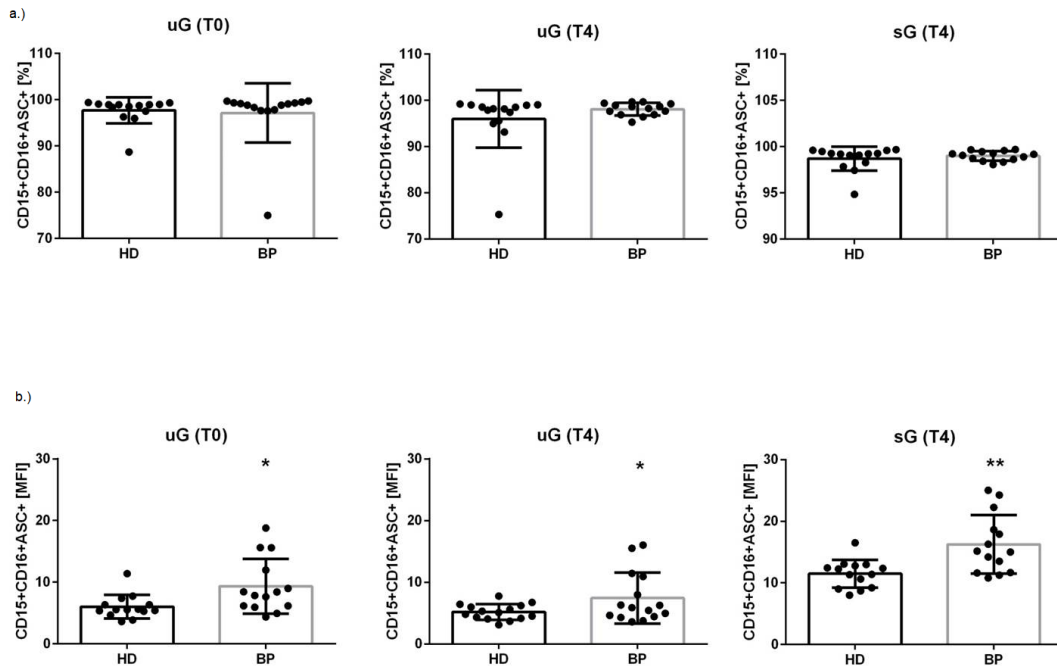 a.)
uG (T0)
CD15+CD16+ASC+ [%]
110
100
90
80
70
HD BP
uG (T4)
CD15+CD16+ASC+ [%]
110
100
90
80
70
HD BP
sG (T4)
CD15+CD16+ASC+ [%]
110
105
100
95
90
HD BP
b.)
uG (T0)
CD15+CD16+ASC+ [MFI]
30
20
10
0
*
HD BP
uG (T4)
CD15+CD16+ASC+ [MFI]
30
20
10
0
*
HD BP
sG (T4)
CD15+CD16+ASC+ [MFI]
30
20
10
0
**
HD BP